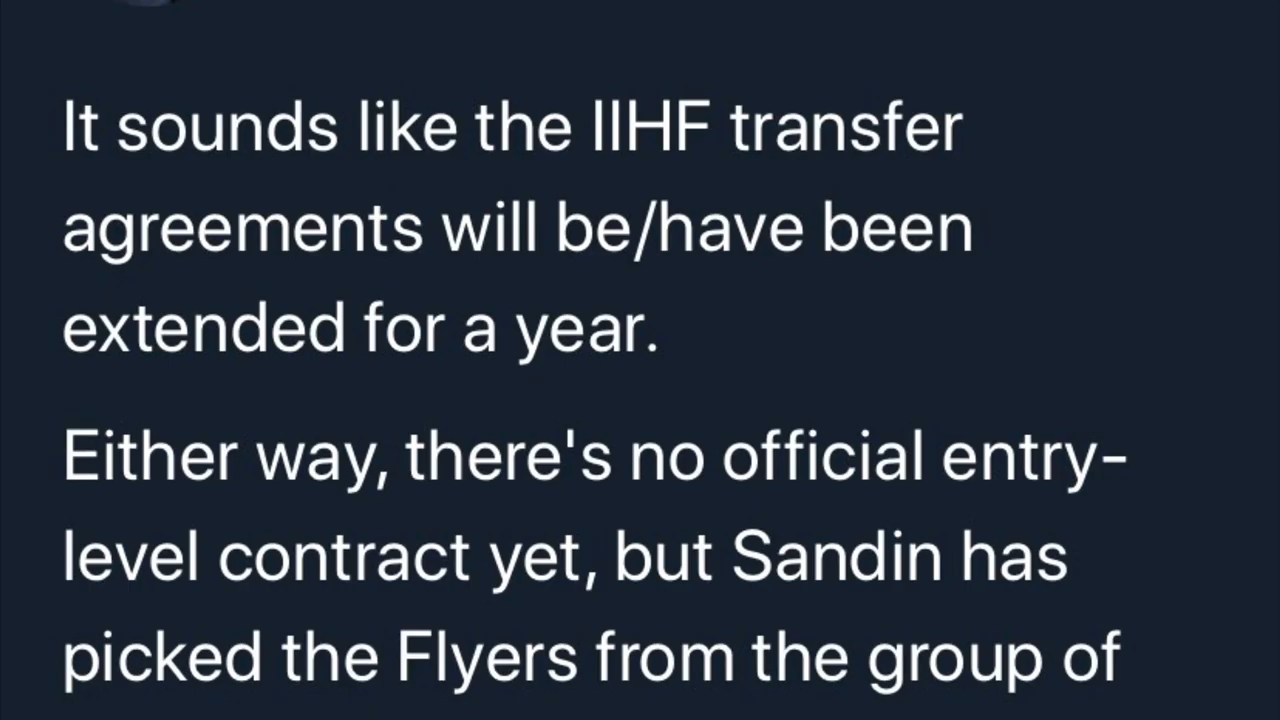 It sounds like the IIHF transfer
agreements will be/have been
extended for a year.
Either way, there's no official entry-
level contract yet, but Sandin has
picked the Flyers from the group of